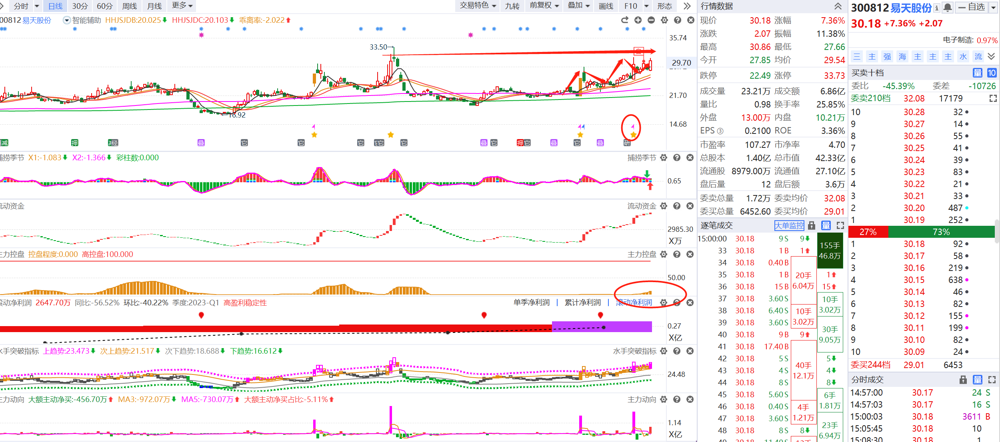 分时 日线 30分 60分 周线 月线 更多 交易特色 九转 前复权 叠加 画线 F10 形态
00812 易天股份 智能辅助 HHJSJDB:20.025 HHJSJDC:20.103 乖离率:-2.022
35.74
33.50
29.70
21.70
16.92
14.68
减 押 经 叠 它 它 它 它 它 叠 它 押 它 叠 它 叠 研
捕捞季节 X1:-1.083 X2:-1.366 彩柱数:0.000 捕捞季节
0.65
流动资金 流动资金
2985.30
X万
主力控盘 控盘程度:0.000 高控盘:100.000 主力控盘
50.00
滚动净利润 2647.70万 同比:-56.52% 环比:-40.22% 季度:2023-Q1 高盈利稳定性 单季净利润 累计净利润 滚动净利润
0.27
X亿
水手突破指标 上趋势:23.473 次上趋势:21.517 次下趋势:18.688 下趋势:16.612 水手突破指标
24.48
主力动向 大额主动净买:-456.70万 MA3:-972.07万 MA5:-730.07万 大额主动净买占比:-5.11% 主力动向
1.14
X亿
行情数据
现价 30.18 涨幅 7.36%
涨跌 2.07 振幅 11.38%
最高 30.86 最低 27.66
今开 27.85 均价 29.54
跌停 22.49 涨停 33.73
成交量 23.21万 成交额 6.86亿
量比 0.98 换手率 25.85%
外盘 13.00万 内盘 10.21万
EPS ③ 0.2100 ROE 3.36%
市盈率 107.27 市净率 4.70
总股本 1.40亿 总市值 42.33亿
流通股 8979.00万 流通值 27.10亿
盘后量 12 盘后额 3.6万
委卖总量 1.72万 委卖均价 32.08
委买总量 6452.60 委买均价 29.01
逐笔成交 大单监控 量
15:00:00 30.18 9 S 9
33 30.18 1 B 1
34 30.18 0.40 B
35 30.18 1 B
36 30.18 15 B
37 30.18 3.60 S
38 30.18 6.40 S
39 30.18 3.60 S
40 30.18 9 B 9
41 30.18 17.40 B
42 30.18 5 S
43 30.18 4 S
44 30.18 8 S
45 30.18 5.60 S
46 30.18 0.40 S
47 30.18 3.60 S
48 30.18 8 S 8
49 30.18 11.40 S
20手
6.04万
10手
3.02万
40手
12.1万
4手
1.21万
155手
46.8万
1
15
10手
3.02万
30手
9.05万
5
4
8
6手
1.81万
23手
6.94万
300812 易天股份 自选
30.18 +7.36% +2.07
电子制造: 0.97%
三 主 强 海 主 主 主 水 流
买卖十档 量 10
委比 -45.39% 委差 -10726
委卖210档 32.08 17179
10 30.28 32
9 30.27 14
8 30.26 55
7 30.25 41
6 30.24 39
5 30.23 83
4 30.22 21
3 30.21 33
2 30.20 487
1 30.19 252
27% 73%
1 30.18 92
2 30.17 58
3 30.16 219
4 30.15 638
5 30.14 46
6 30.13 82
7 30.12 155
8 30.11 199
9 30.10 82
10 30.09 24
委买244档 29.01 6453
分时成交 量
14:57:00 30.17 24 S
14:57:03 30.17 16 S
15:00:03 30.18 3611 B
15:05:45 30.18 10
15:08:30 30.18 1